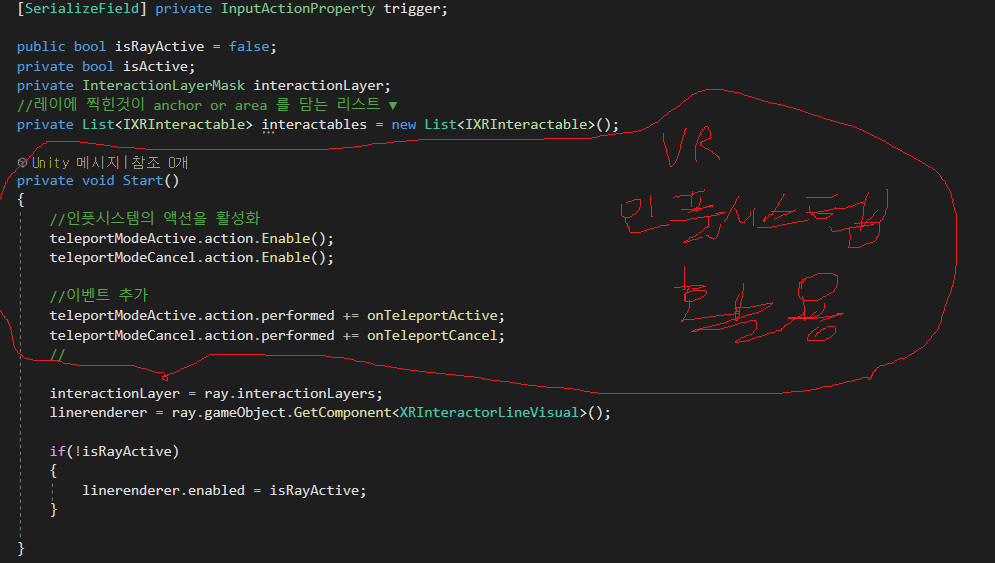 [SerializeField] private InputActionProperty trigger;
public bool isRayActive = false;
private bool isActive;
private InteractionLayerMask interactionLayer;
//레이에 찍힌것이 anchor or area 를 담는 리스트 ▼
private List<IXRInteractable> interactables = new List<IXRInteractable>();
Unity 메시지|참조 0개
private void Start()
{
//인풋시스템의 액션을 활성화
teleportModeActive.action.Enable();
teleportModeCancel.action.Enable();
//이벤트 추가
teleportModeActive.action.performed += onTeleportActive;
teleportModeCancel.action.performed += onTeleportCancel;
//
interactionLayer = ray.interactionLayers;
linerenderer = ray.gameObject.GetComponent<XRInteractorLineVisual>();
if(!isRayActive)
{
linerenderer.enabled = isRayActive;
}
}
VR
인풋시스템
활용